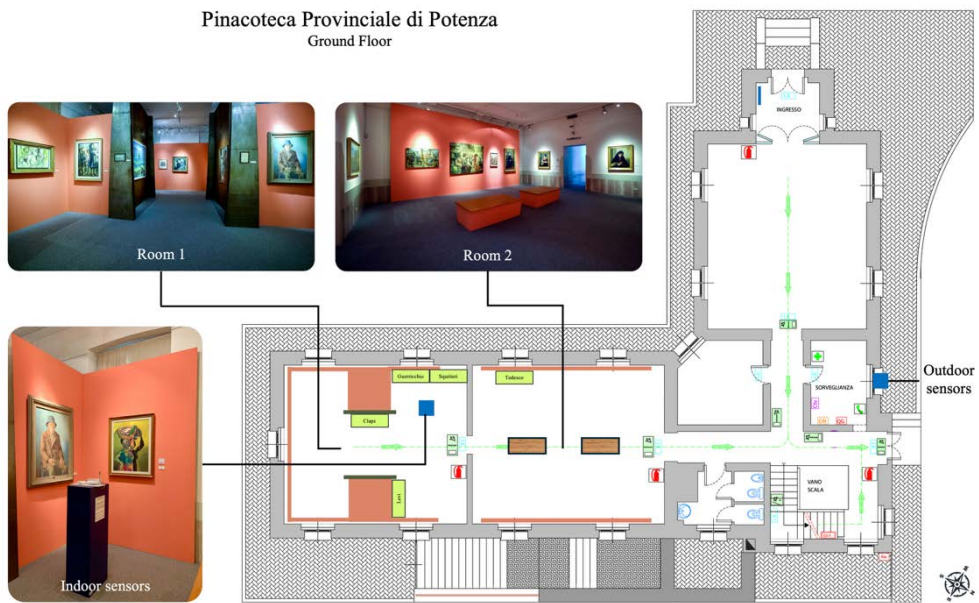 Pinacoteca Provinciale di Potenza
Ground Floor
INGRESSO
Room 1
Room 2
Outdoor
sensors
Guerricchio
Squitieri
Tedesco
SORVEGLIANZA
Claps
QG
Levi
VANO
SCALA
Indoor sensors